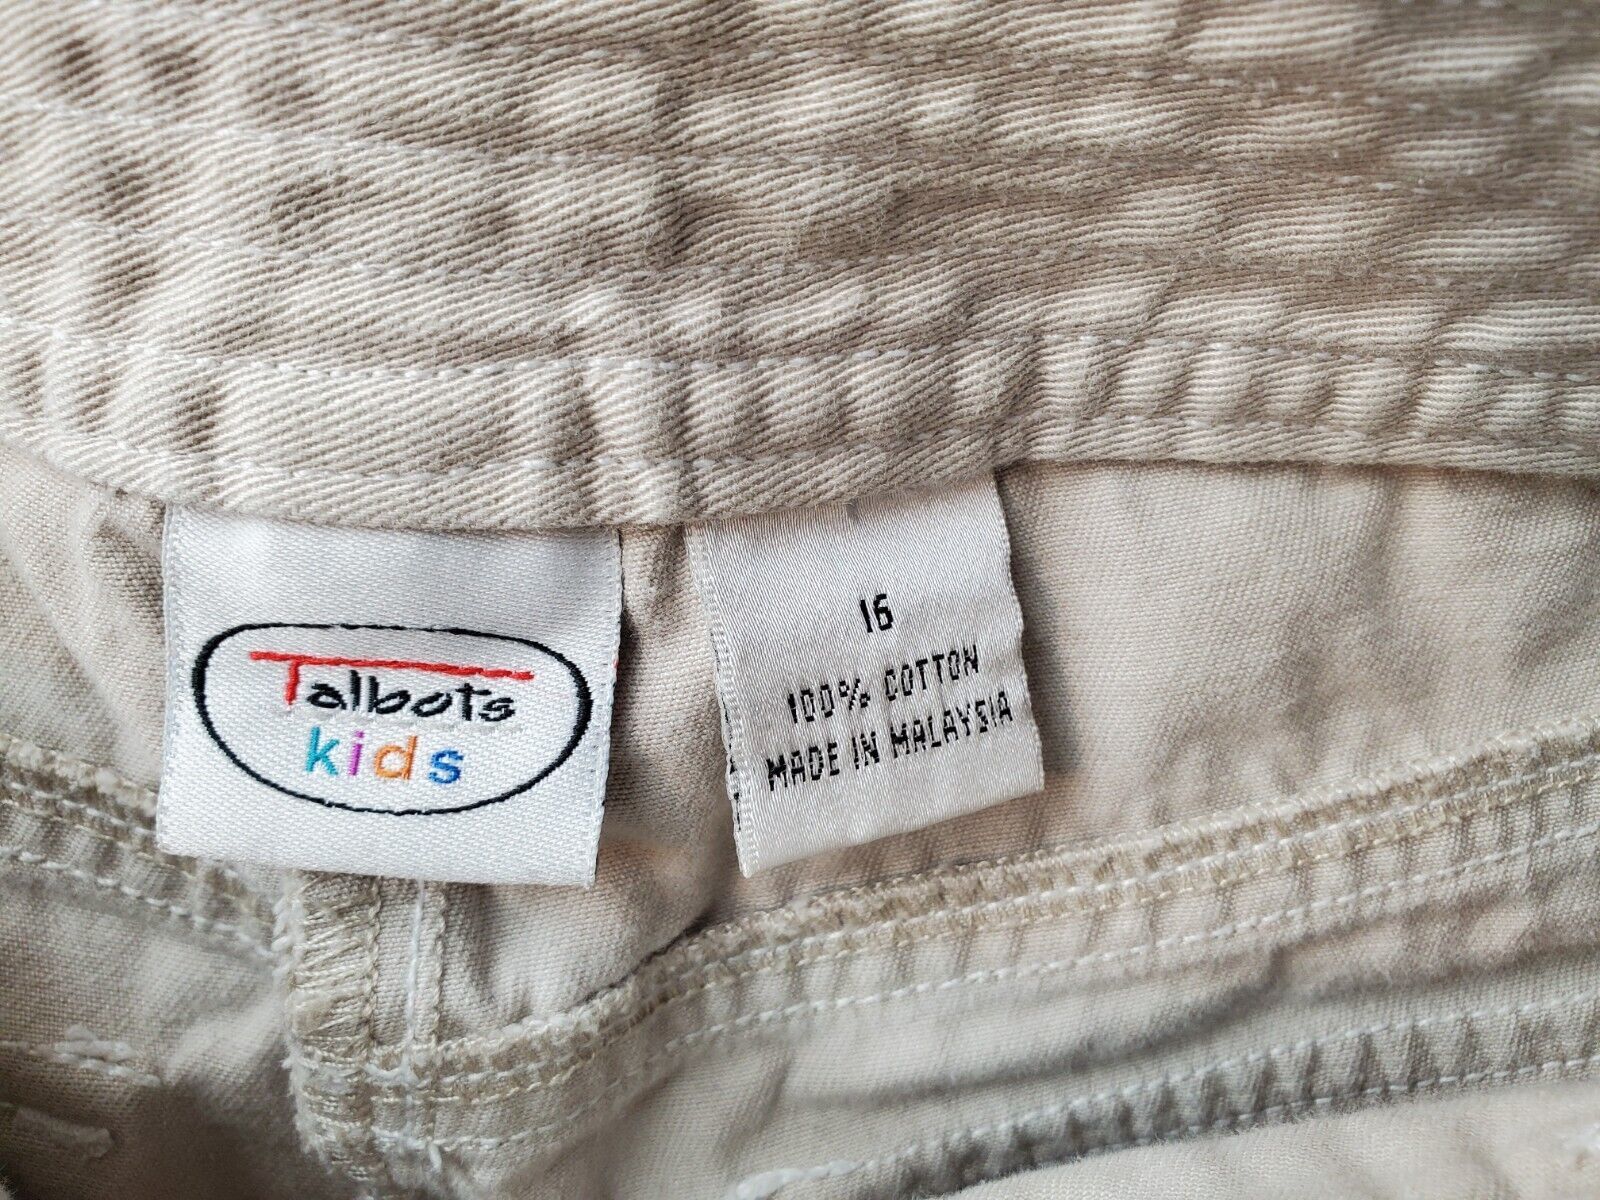 Talbots
kids
16
100% COTTON
MADE IN MALAYSIA